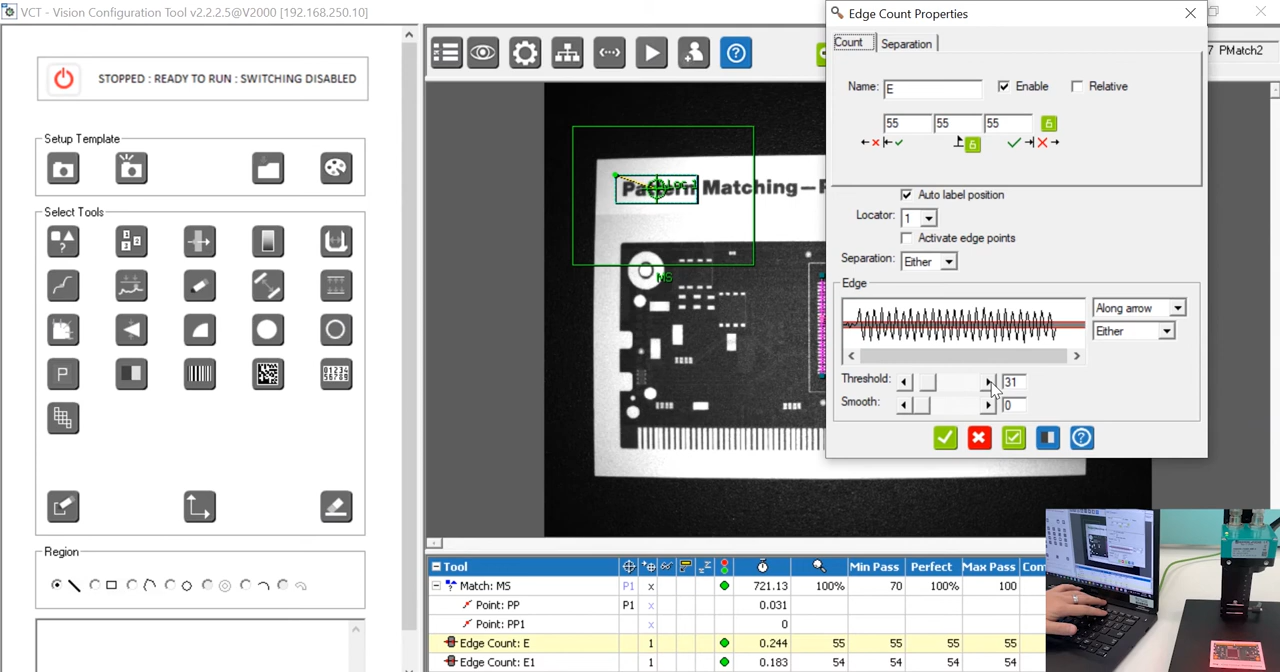 VCT - Vision Configuration Tool v2.2.2.5@V2000 [192.168.250.10]
STOPPED : READY TO RUN : SWITCHING DISABLED
Setup Template
Select Tools
Region
Pattern Matching—P
MS
Edge Count Properties
Count
Separation
Name:
E
Enable
Relative
55
55
55
Auto label position
Locator:
1
Activate edge points
Separation:
Either
Edge
Along arrow
Either
Threshold:
31
Smooth:
0
7 PMatch2
Tool
Min Pass
Perfect
Max Pass
Com
Match: MS
P1
x
721.13
100%
70
100%
100
Point: PP
P1
x
0.031
Point: PP1
x
0
Edge Count: E
1
0.244
55
55
55
55
Edge Count: E1
1
0.183
54
54
54
54